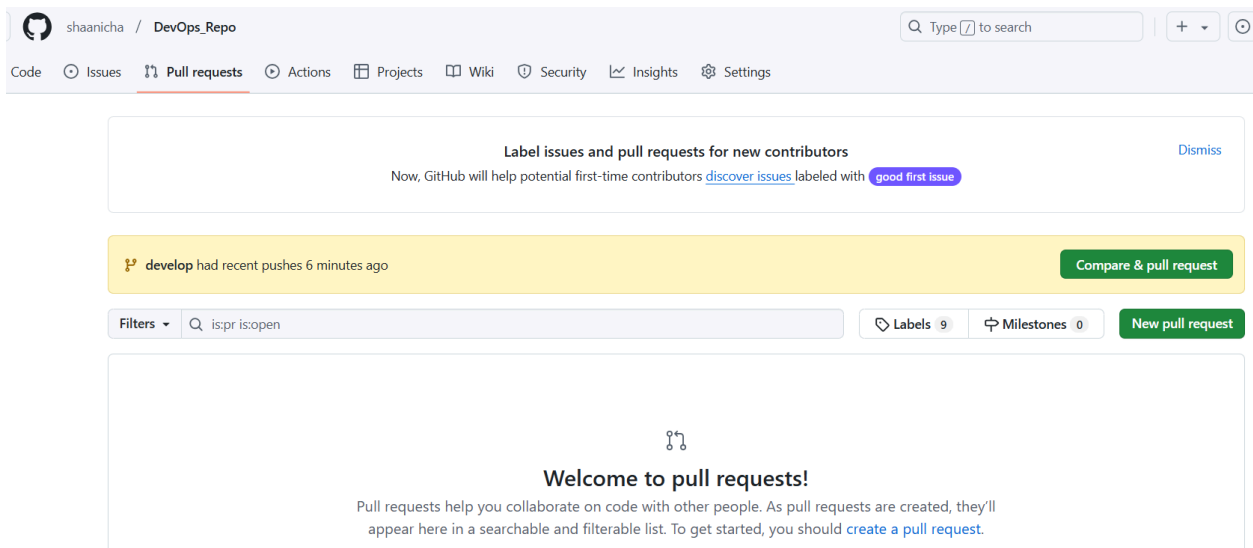 shaanicha / DevOps_Repo
Type / to search
Code Issues Pull requests Actions Projects Wiki Security Insights Settings
Label issues and pull requests for new contributors
Dismiss
Now, GitHub will help potential first-time contributors discover issues labeled with good first issue
develop had recent pushes 6 minutes ago
Compare & pull request
Filters is:pr is:open Labels 9 Milestones 0 New pull request
Welcome to pull requests!
Pull requests help you collaborate on code with other people. As pull requests are created, they’ll
appear here in a searchable and filterable list. To get started, you should create a pull request.